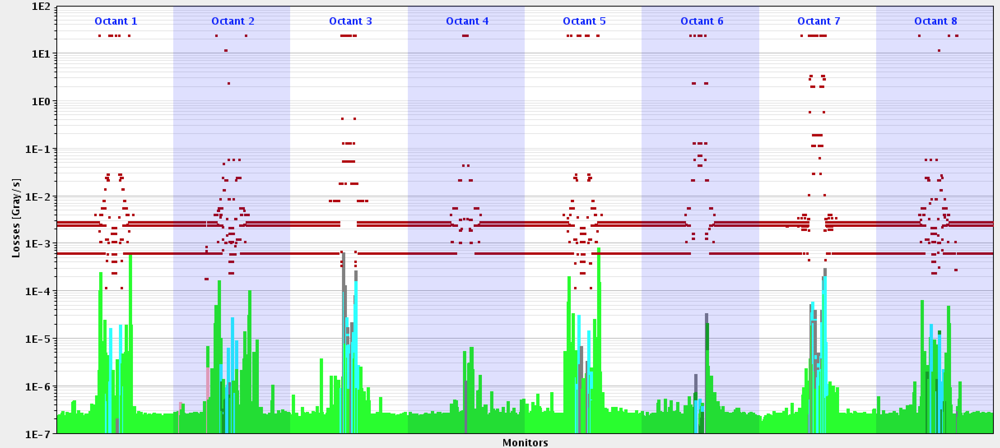 1E2
Octant 1 Octant 2 Octant 3 Octant 4 Octant 5 Octant 6 Octant 7 Octant 8
1E1
1E0
1E-1
1E-2
1E-3
1E-4
1E-5
1E-6
1E-7
Losses [Gray/s]
Monitors